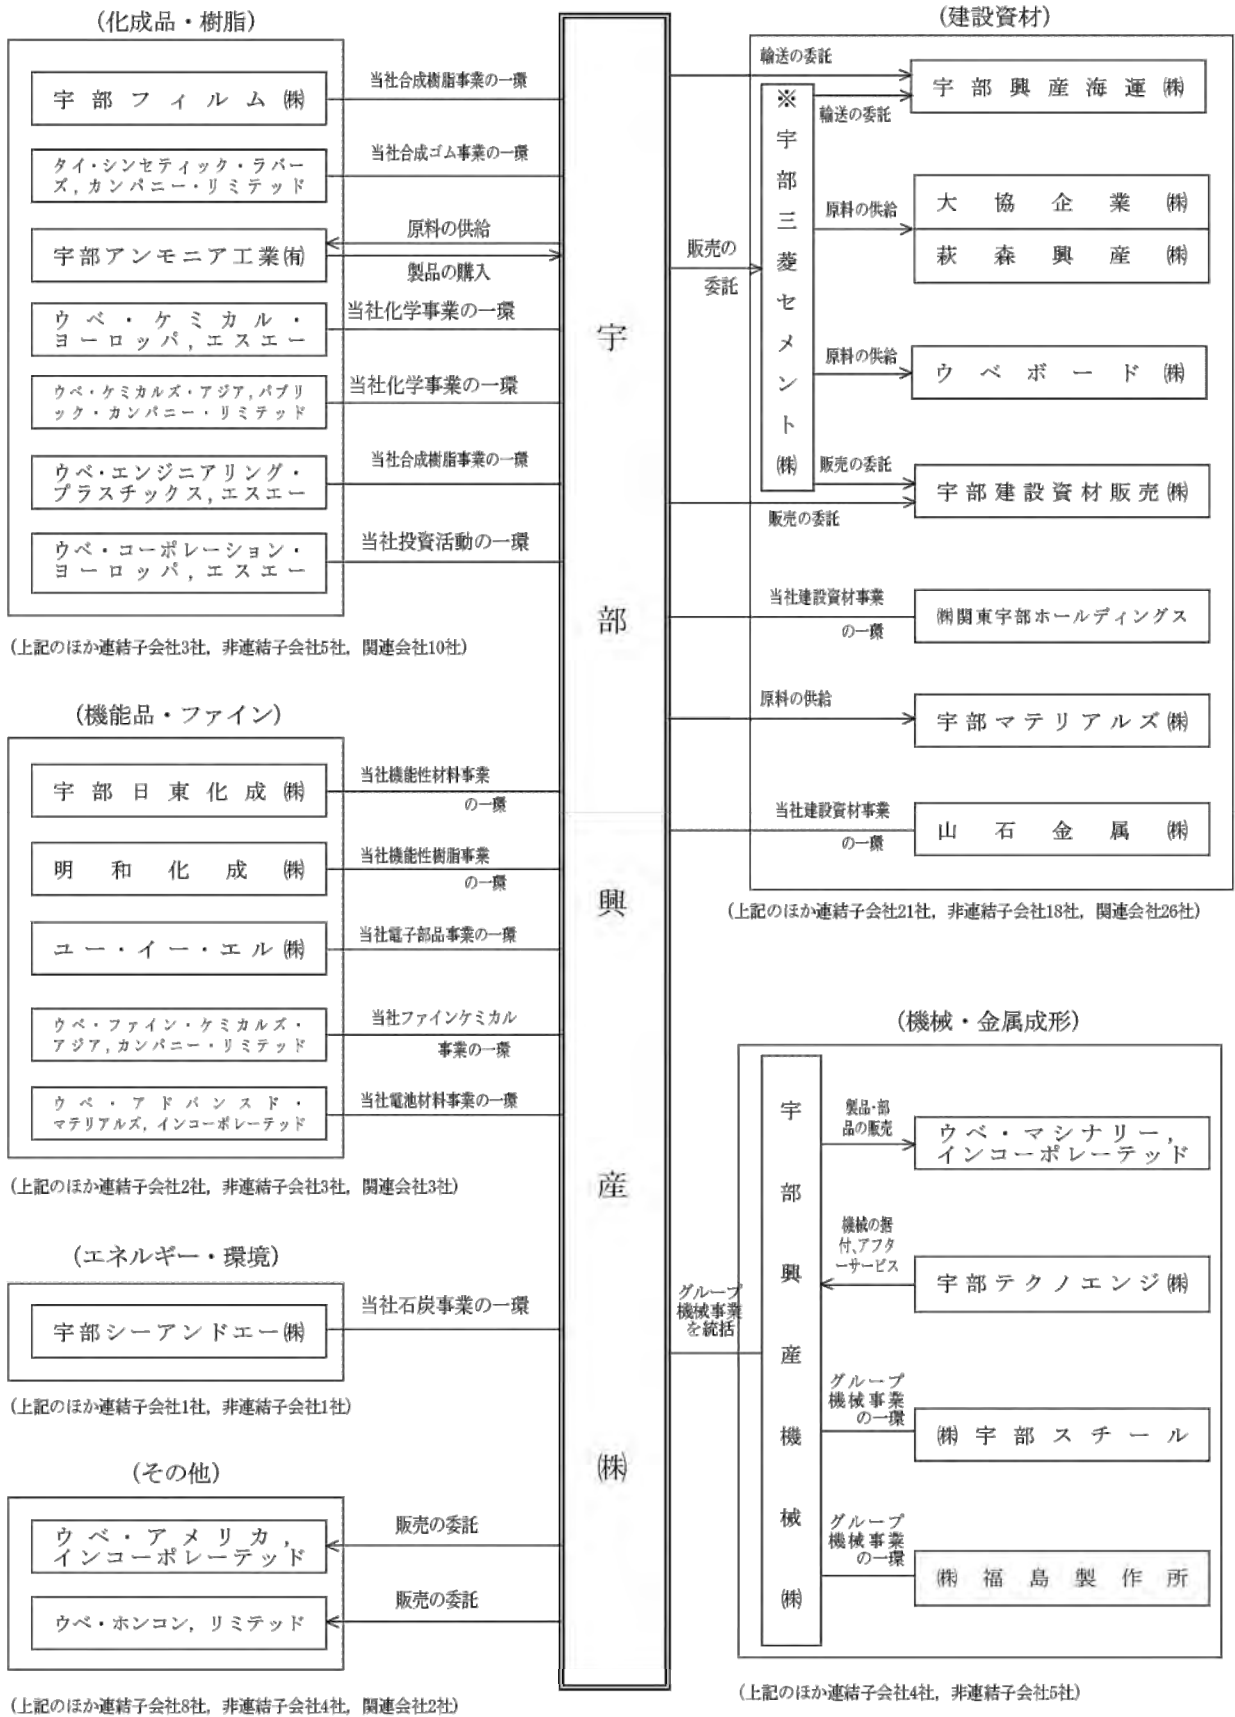 (化成品・樹脂)
宇部フィルム㈱
当社合成樹脂事業の一環
タイ・シンセティック・ラバー
ズ,カンパニー・リミテッド
当社合成ゴム事業の一環
宇部アンモニア工業㈲
原料の供給
製品の購入
ウベ・ケミカル・
ヨーロッパ,エスエー
当社化学事業の一環
ウベ・ケミカルズ・アジア,パブリ
ック・カンパニー・リミテッド
当社化学事業の一環
ウベ・エンジニアリング・
プラスチックス,エスエー
当社合成樹脂事業の一環
ウベ・コーポレーション・
ヨーロッパ,エスエー
当社投資活動の一環
(上記のほか連結子会社3社, 非連結子会社5社, 関連会社10社)
(機能品・ファイン)
宇部日東化成㈱
当社機能性材料事業
の一環
明和化成㈱
当社機能性樹脂事業
の一環
ユー・イー・エル㈱
当社電子部品事業の一環
ウベ・ファイン・ケミカルズ・
アジア,カンパニー・リミテッド
当社ファインケミカル
事業の一環
ウベ・アドバンスド・
マテリアルズ,インコーポレーテッド
当社電池材料事業の一環
(上記のほか連結子会社2社, 非連結子会社3社, 関連会社3社)
(エネルギー・環境)
宇部シーアンドエー㈱
当社石炭事業の一環
(上記のほか連結子会社1社, 非連結子会社1社)
(その他)
ウベ・アメリカ,
インコーポレーテッド
販売の委託
ウベ・ホンコン, リミテッド
販売の委託
(上記のほか連結子会社8社, 非連結子会社4社, 関連会社2社)
宇部興産㈱
(建設資材)
輸送の委託
宇部興産海運㈱
輸送の委託
※宇部三菱セメント㈱
販売の
委託
原料の供給
大協企業㈱
萩森興産㈱
原料の供給
ウベボード㈱
販売の委託
宇部建設資材販売㈱
販売の委託
当社建設資材事業
の一環
㈱関東宇部ホールディングス
原料の供給
宇部マテリアルズ㈱
当社建設資材事業
の一環
山石金属㈱
(上記のほか連結子会社21社, 非連結子会社18社, 関連会社26社)
(機械・金属成形)
グループ
機械事業
を統括
宇部興産機械㈱
製品・部
品の販売
ウベ・マシナリー,
インコーポレーテッド
機械の据
付、アフタ
ーサービス
宇部テクノエンジ㈱
グループ
機械事業
の一環
㈱宇部スチール
グループ
機械事業
の一環
㈱福島製作所
(上記のほか連結子会社4社, 非連結子会社5社)